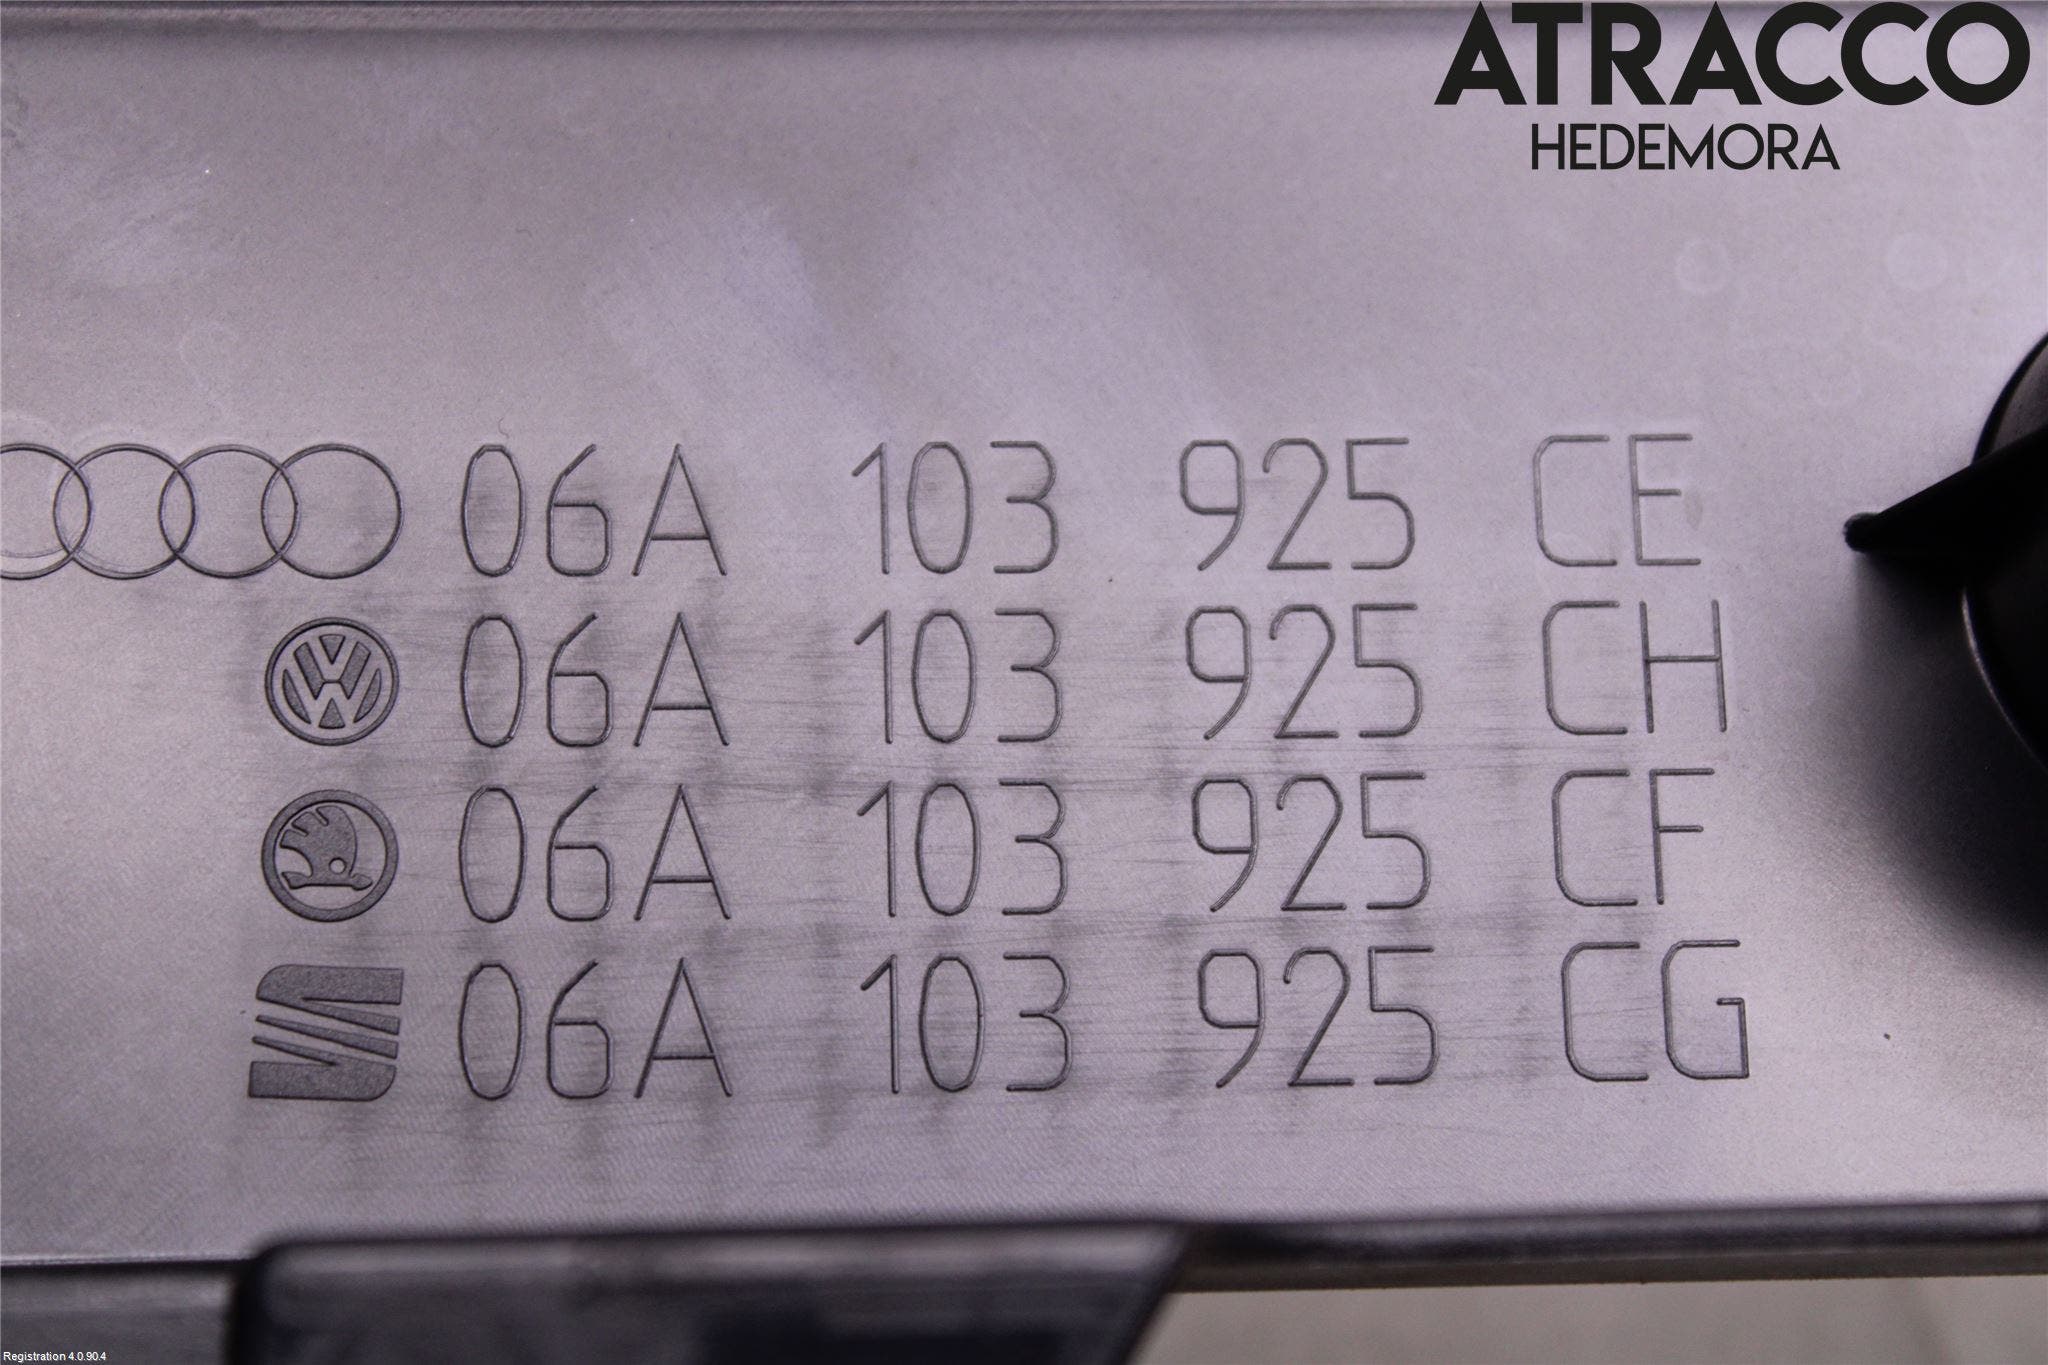 ATRACCO
HEDEMORA
06A 103 925 CE
06A 103 925 CH
06A 103 925 CF
06A 103 925 CG
Registration 4.0.90.4